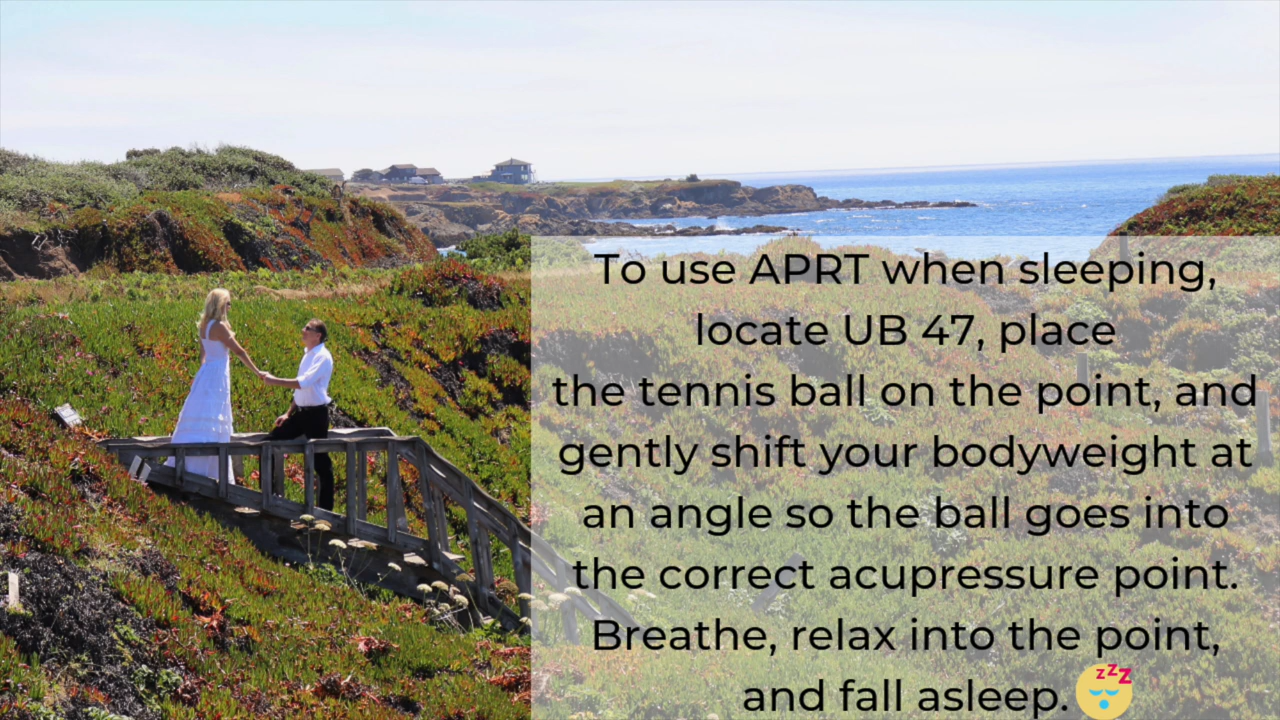 To use APRT when sleeping,
locate UB 47, place
the tennis ball on the point, and
gently shift your bodyweight at
an angle so the ball goes into
the correct acupressure point.
Breathe, relax into the point,
and fall asleep. 😴